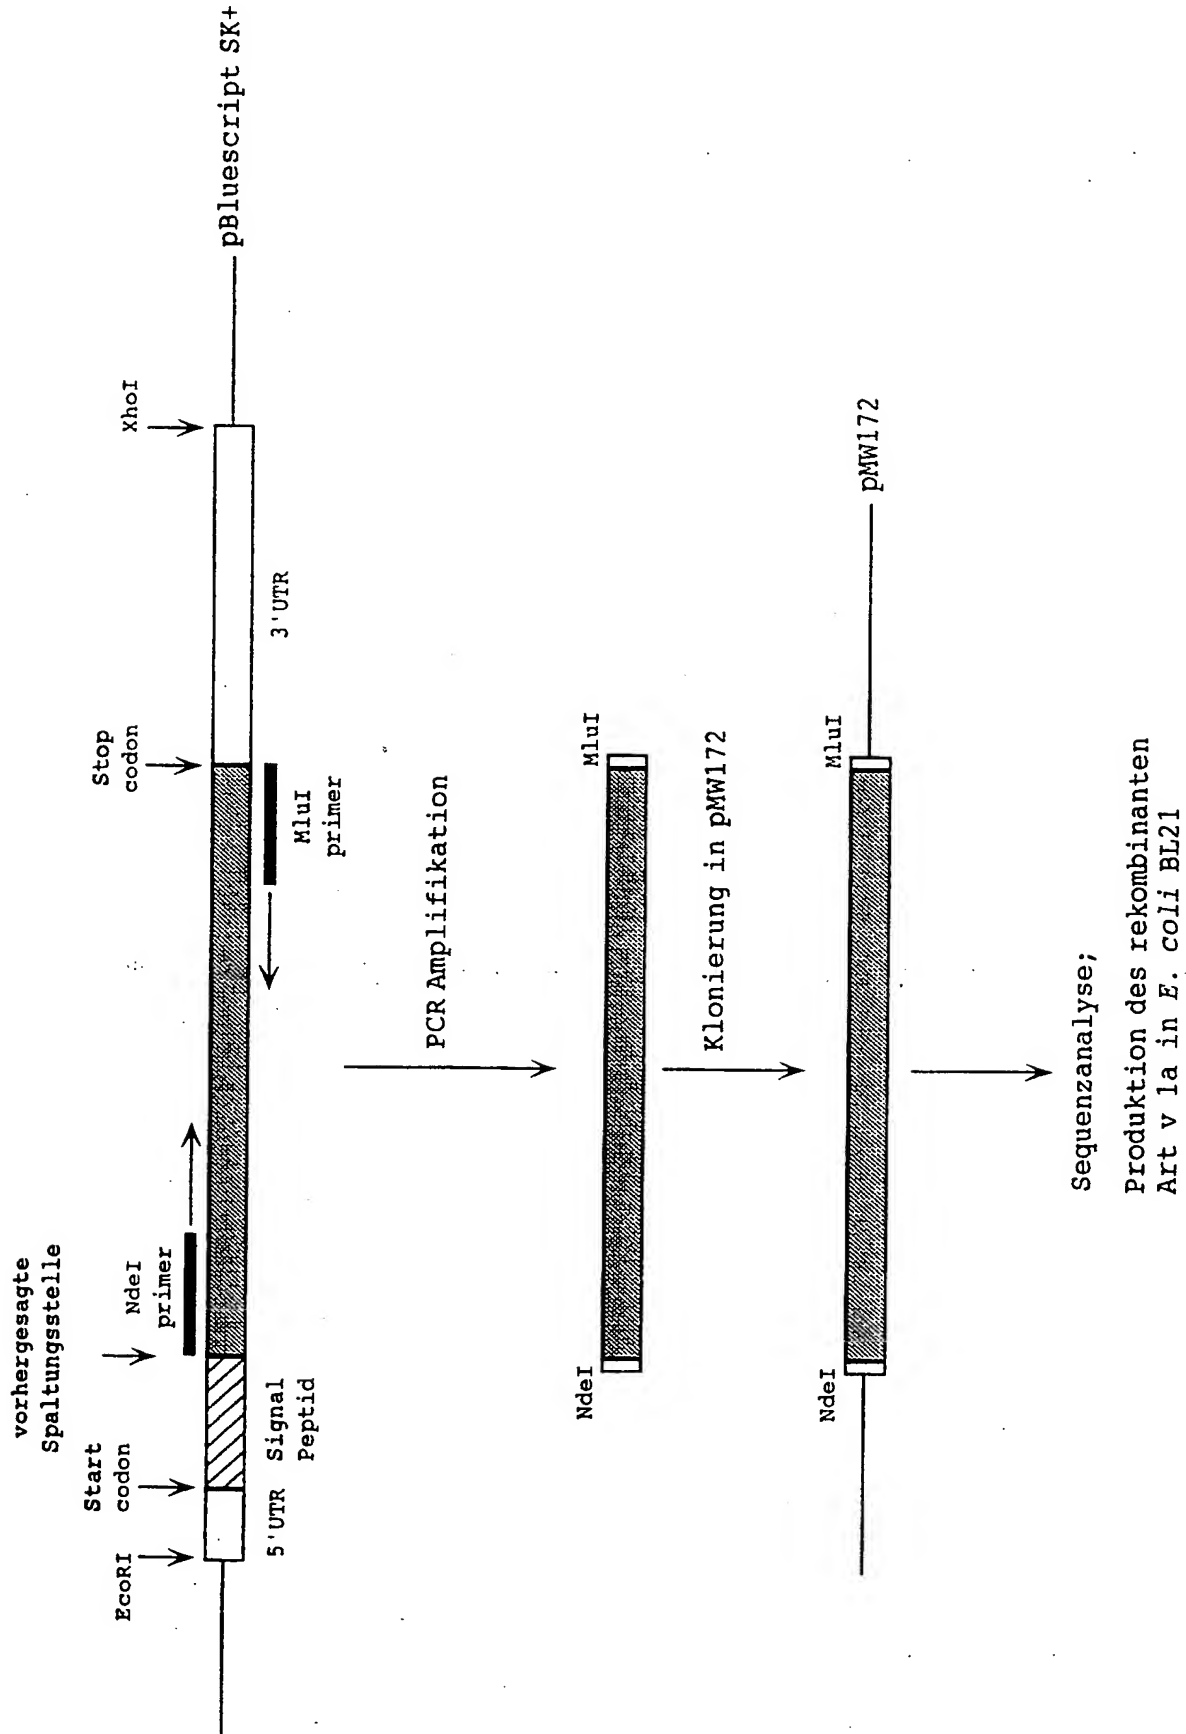 vorhergesagte
Spaltungsstelle
EcoRI
Start
codon
NdeI
primer
Stop
codon
XhoI
pBluescript SK+
5'UTR
Signal
Peptid
MluI
primer
3'UTR
PCR Amplifikation
NdeI
MluI
Klonierung in pMW172
NdeI
MluI
pMW172
Sequenzanalyse;
Produktion des rekombinanten
Art v 1a in E. coli BL21